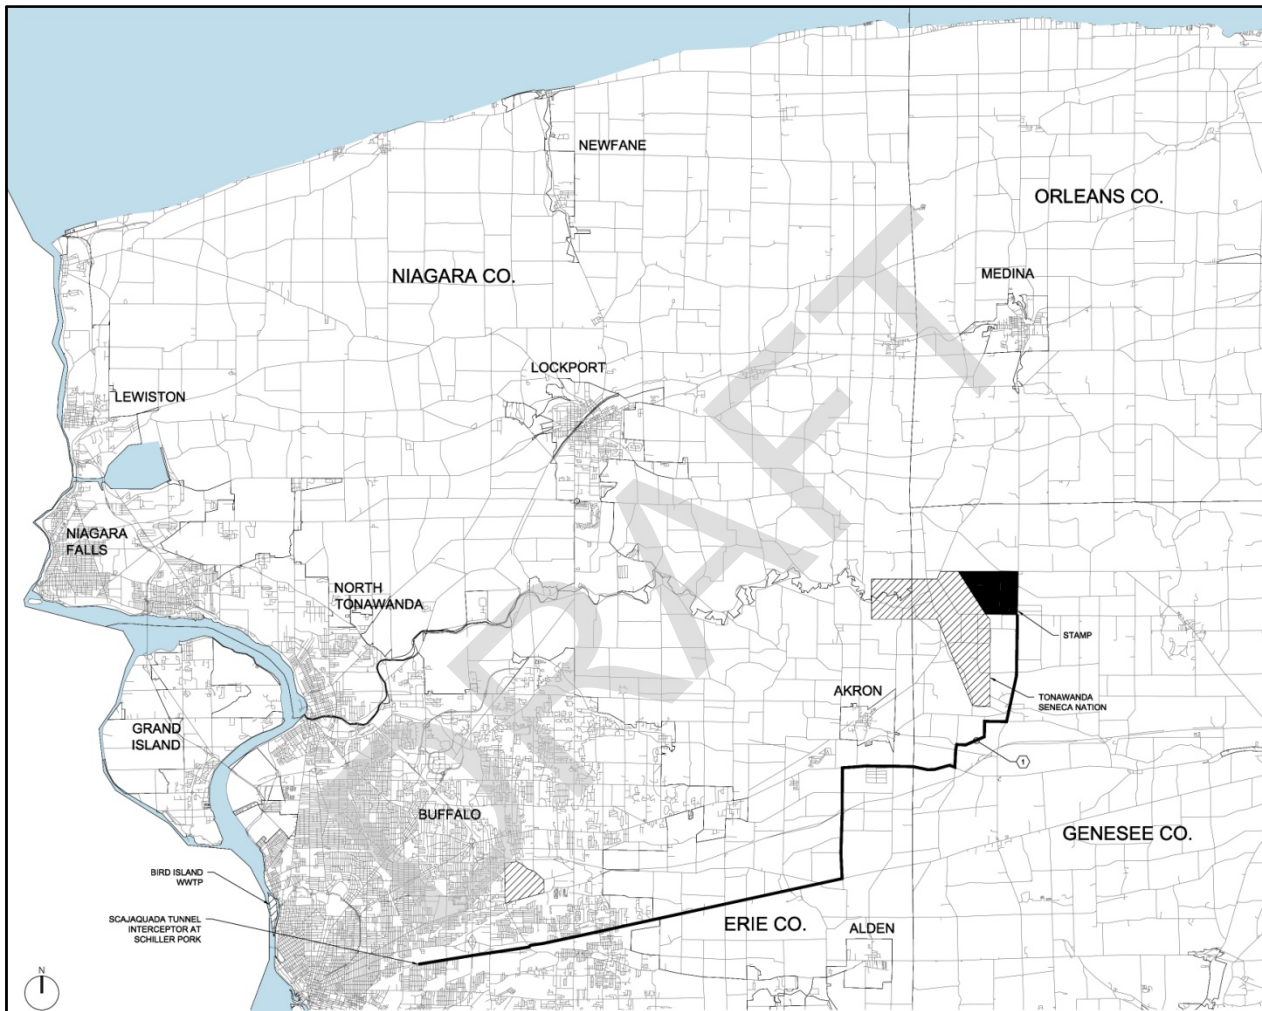 NEWFANE
ORLEANS CO.
NIAGARA CO.
MEDINA
LOCKPORT
LEWISTON
NIAGARA
FALLS
NORTH
TONAWANDA
STAMP
AKRON
TONAWANDA
SENECA NATION
GRAND
ISLAND
1
BUFFALO
GENESEE CO.
BIRD ISLAND
WWTP
SCAJAQUADA TUNNEL
INTERCEPTOR AT
SCHILLER PORK
ERIE CO.
ALDEN
N
DRAFT